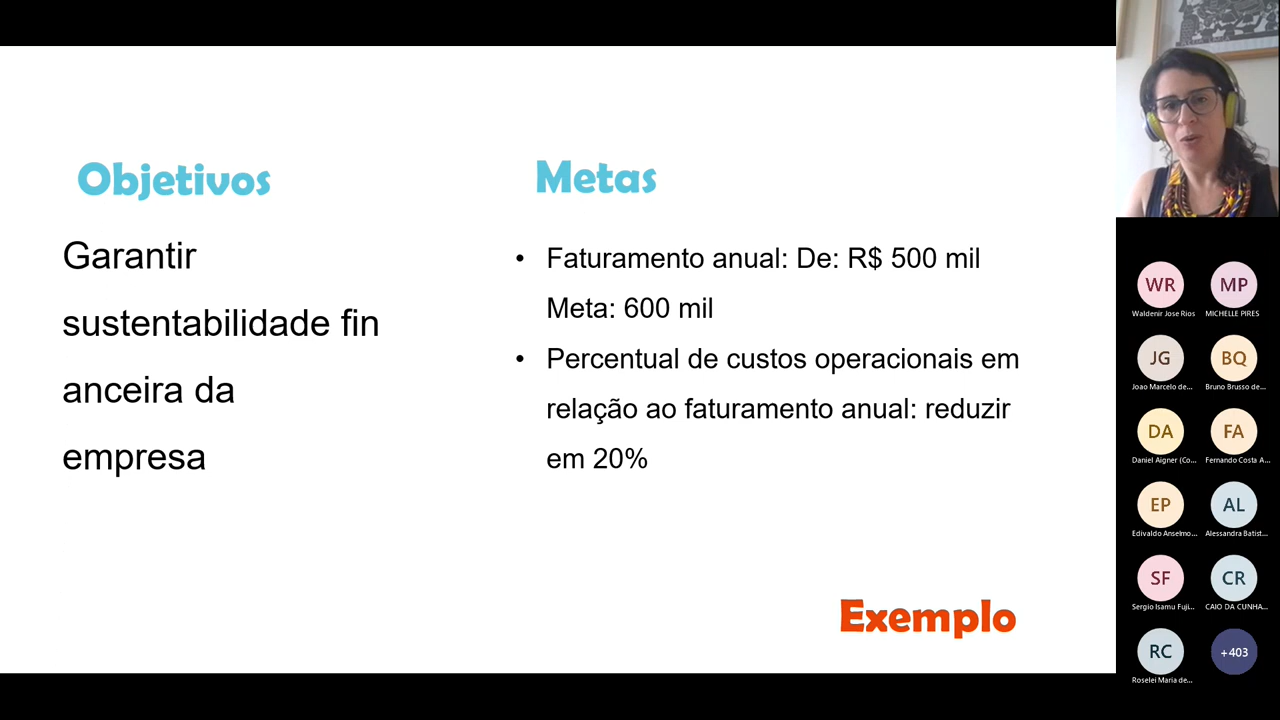 Objetivos
Garantir
sustentabilidade fin
anceira da
empresa
Metas
• Faturamento anual: De: R$ 500 mil
Meta: 600 mil
• Percentual de custos operacionais em
relação ao faturamento anual: reduzir
em 20%
Exemplo
WR
Waldenir Jose Rios
MP
MICHELLE PIRES
JG
Joao Marcelo de...
BQ
Bruno Brusso de...
DA
Daniel Aigner (Co...
FA
Fernando Costa A...
EP
Edivaldo Anselmo...
AL
Alessandra Batist...
SF
Sergio Isamu Fuji...
CR
CAIO DA CUNHA...
RC
Roselei Maria de...
+403